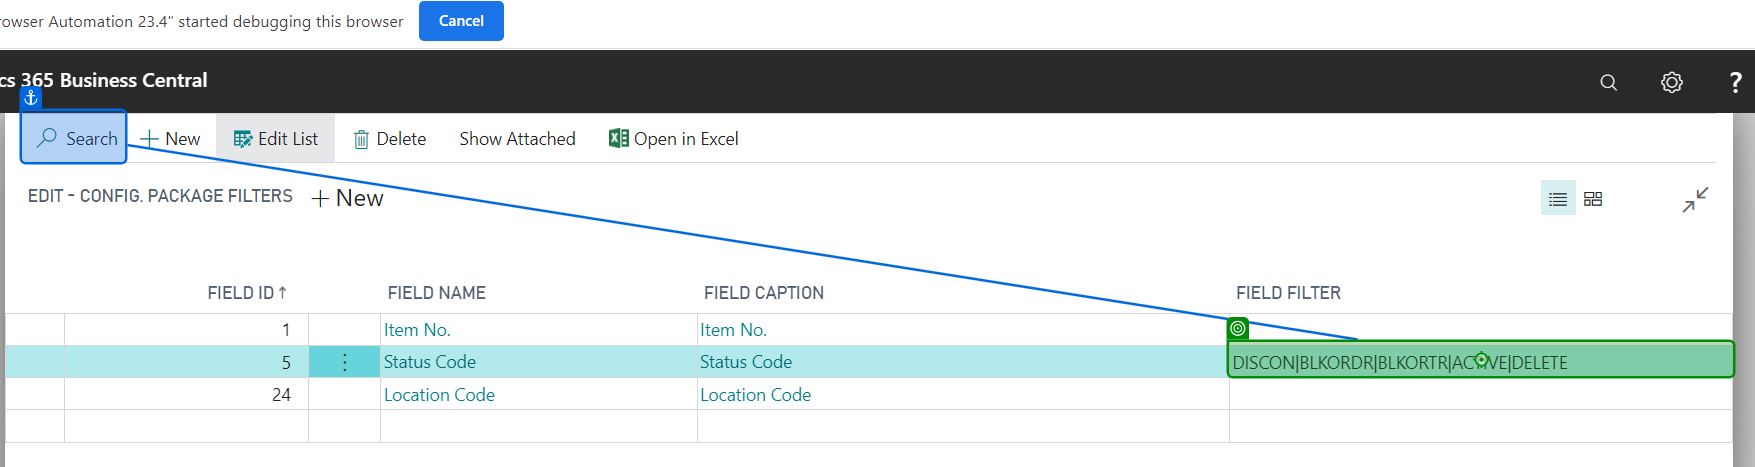 rowser Automation 23.4" started debugging this browser Cancel
cs 365 Business Central ?
Search + New Edit List Delete Show Attached Open in Excel
EDIT - CONFIG. PACKAGE FILTERS + New
FIELD ID ↑ FIELD NAME FIELD CAPTION FIELD FILTER
1 Item No. Item No.
5 Status Code Status Code DISCON|BLKORDR|BLKORTR|ACTIVE|DELETE
24 Location Code Location Code